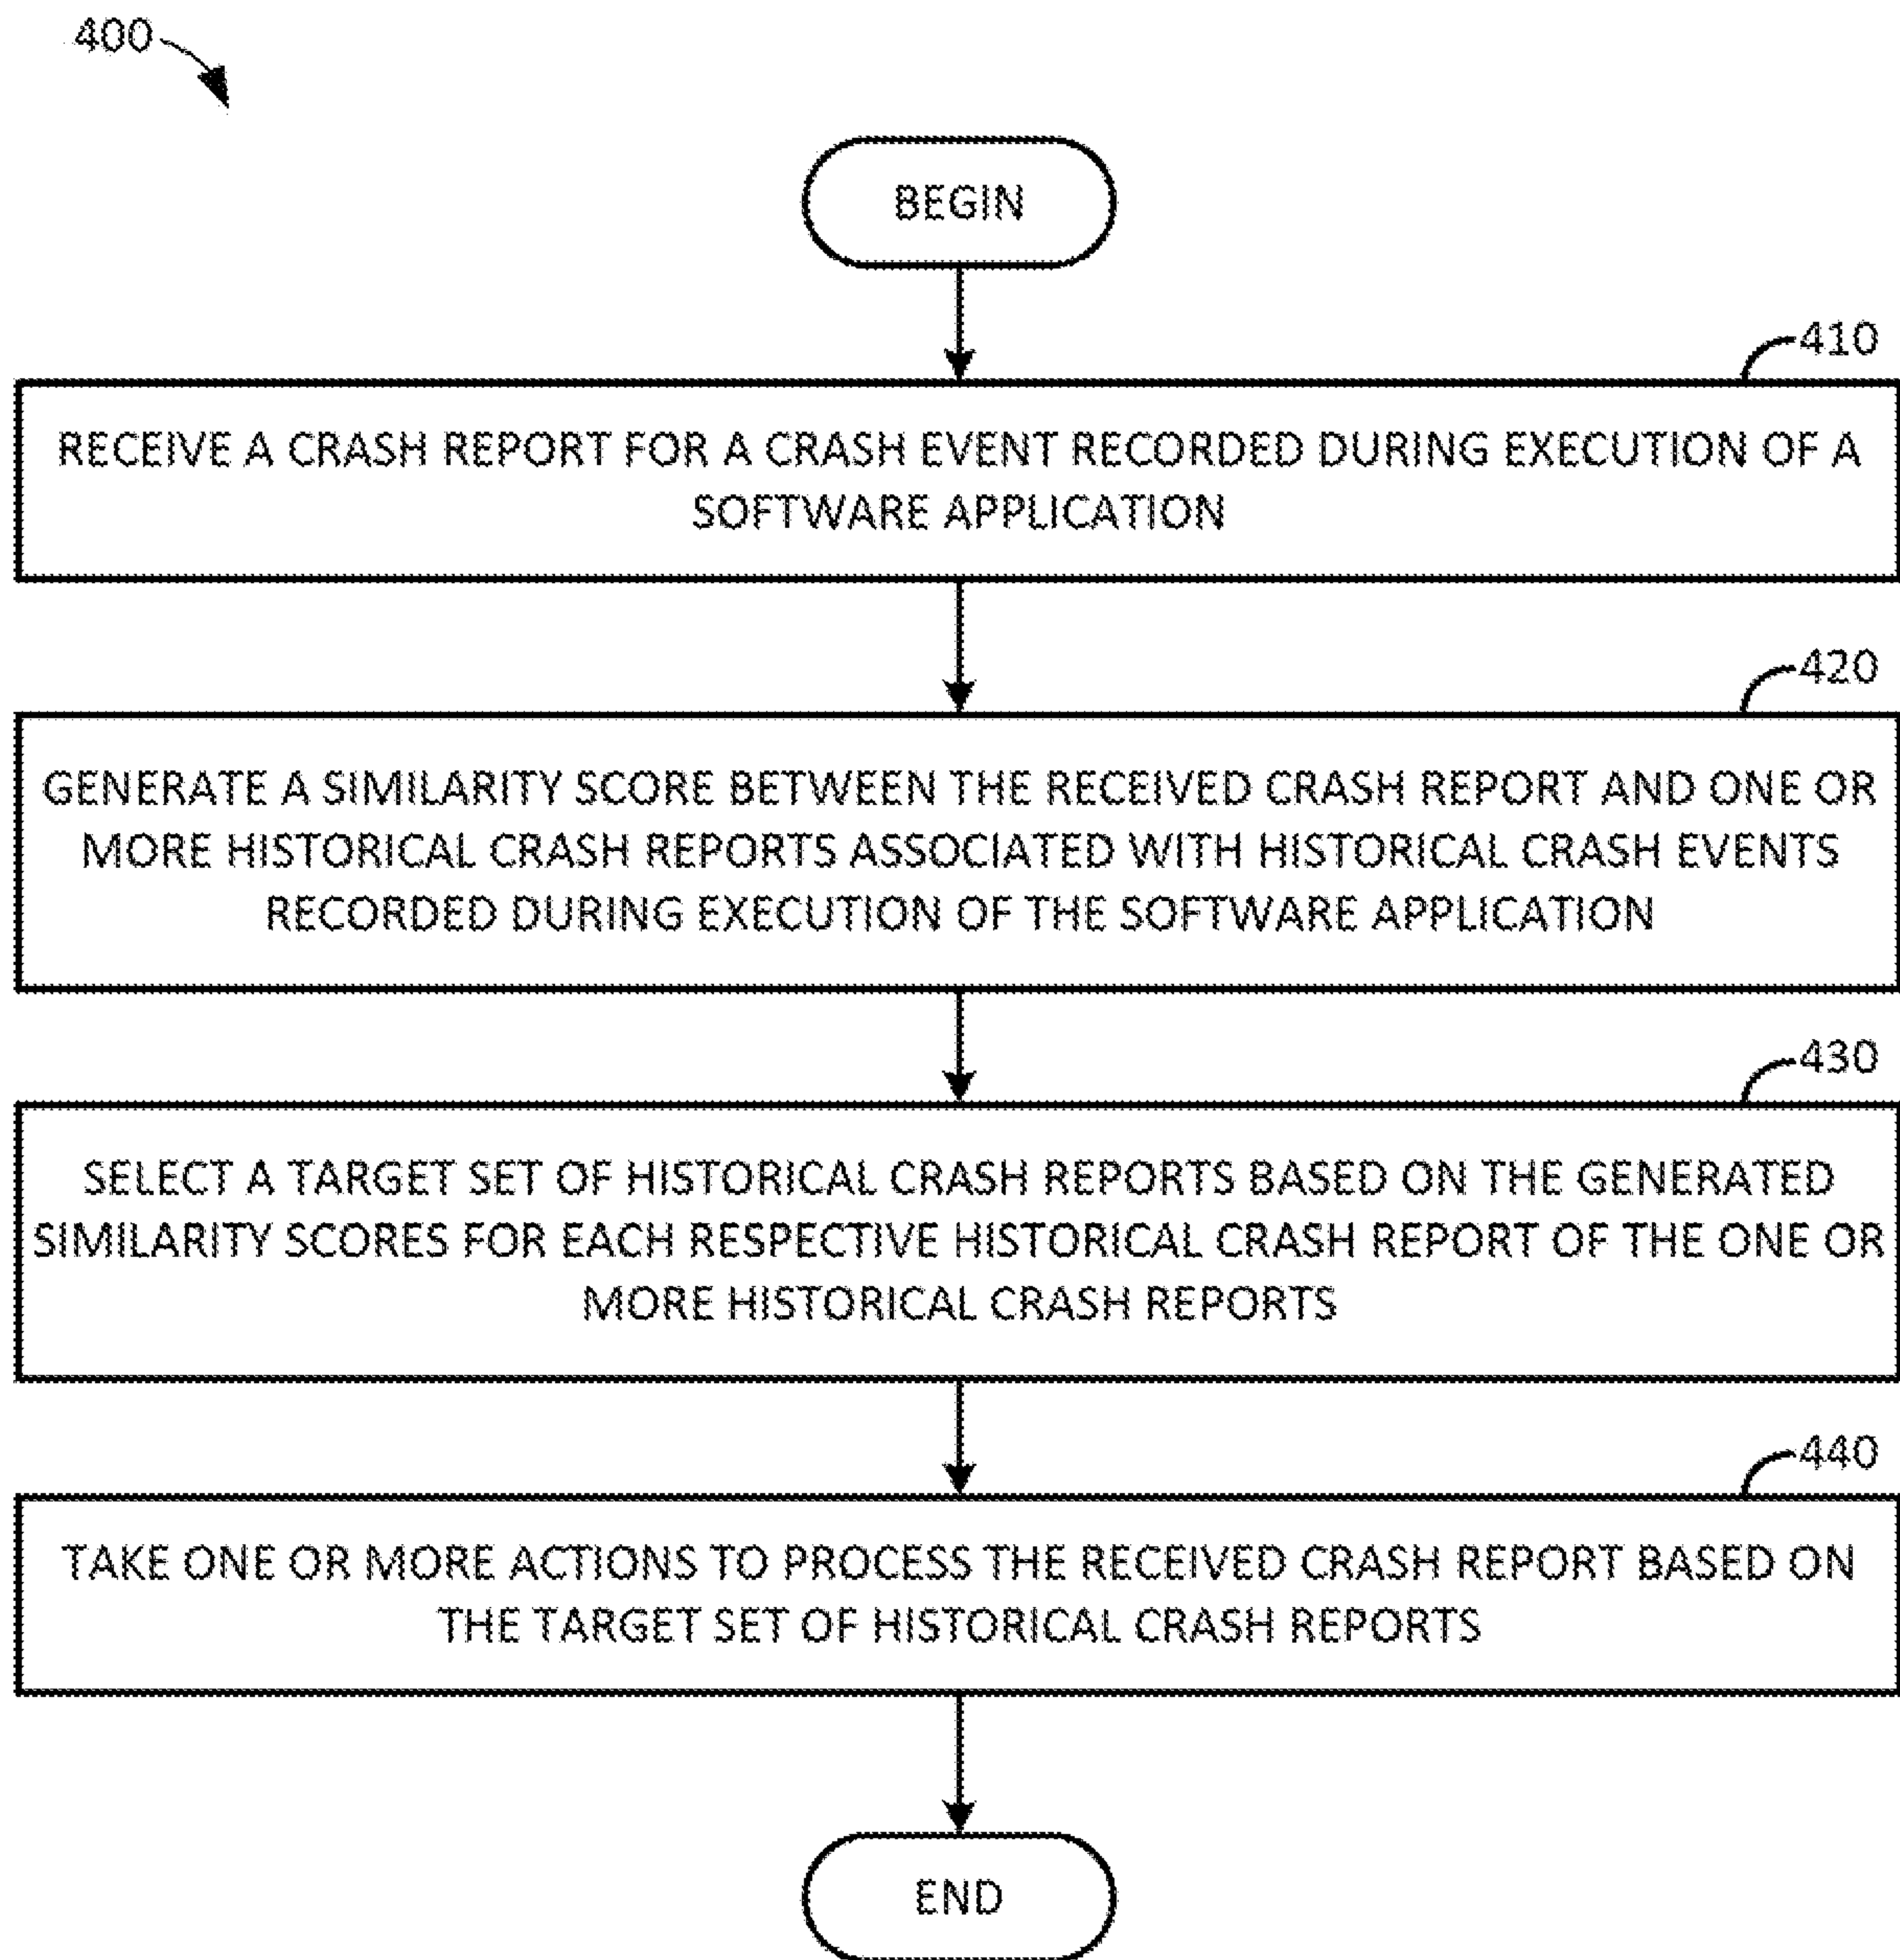 400
BEGIN
410
RECEIVE A CRASH REPORT FOR A CRASH EVENT RECORDED DURING EXECUTION OF A
SOFTWARE APPLICATION
420
GENERATE A SIMILARITY SCORE BETWEEN THE RECEIVED CRASH REPORT AND ONE OR
MORE HISTORICAL CRASH REPORTS ASSOCIATED WITH HISTORICAL CRASH EVENTS
RECORDED DURING EXECUTION OF THE SOFTWARE APPLICATION
430
SELECT A TARGET SET OF HISTORICAL CRASH REPORTS BASED ON THE GENERATED
SIMILARITY SCORES FOR EACH RESPECTIVE HISTORICAL CRASH REPORT OF THE ONE OR
MORE HISTORICAL CRASH REPORTS
440
TAKE ONE OR MORE ACTIONS TO PROCESS THE RECEIVED CRASH REPORT BASED ON
THE TARGET SET OF HISTORICAL CRASH REPORTS
END